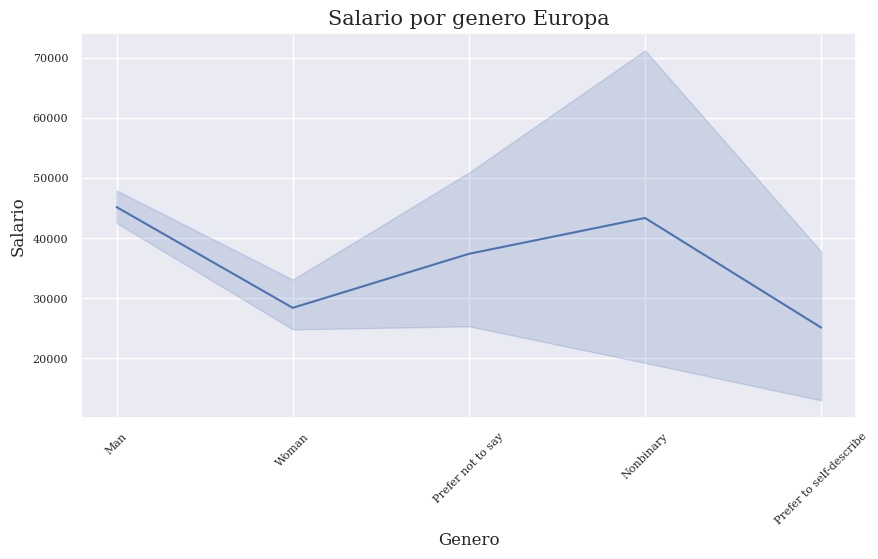 Salario por genero Europa
70000
60000
50000
40000
30000
20000
Salario
Man
Woman
Prefer not to say
Nonbinary
Prefer to self-describe
Genero